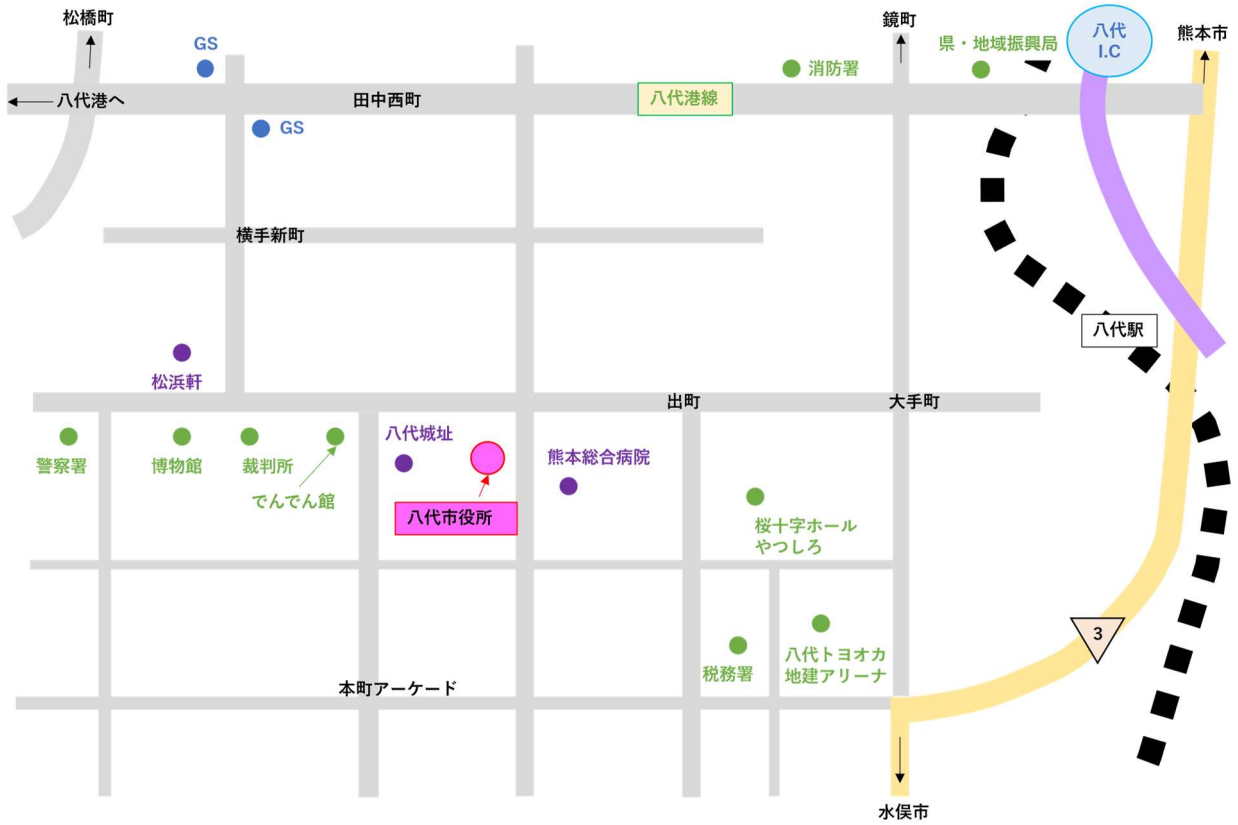 松橋町
鏡町
八代
I.C
熊本市
GS
県・地域振興局
消防署
八代港へ
田中西町
八代港線
GS
横手新町
八代駅
松浜軒
出町
大手町
八代城址
警察署
博物館
裁判所
熊本総合病院
でんでん館
八代市役所
桜十字ホール
やつしろ
3
税務署
八代トヨオカ
地建アリーナ
本町アーケード
水俣市